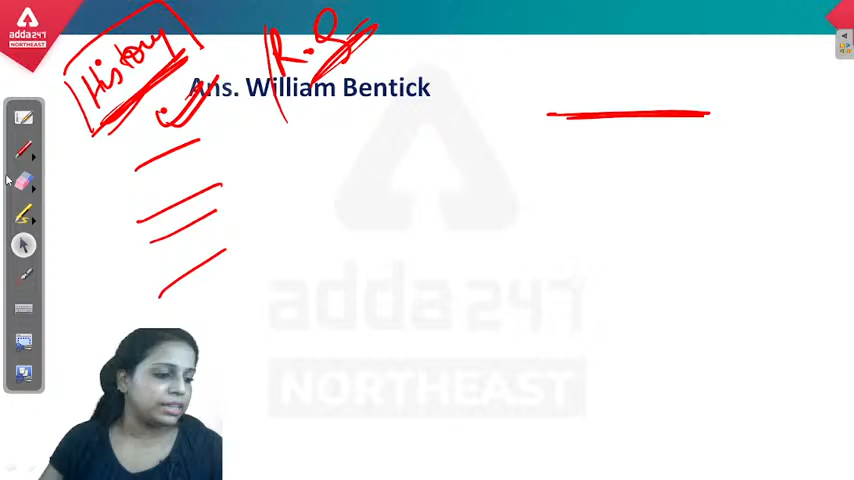 adda247
NORTHEAST
History
R.S
Ans. William Bentick
adda247
NORTHEAST